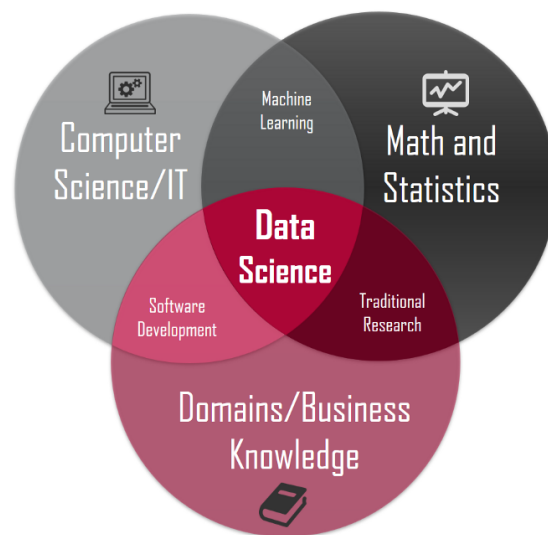 Computer
Science/IT
Machine
Learning
Math and
Statistics
Data
Science
Software
Development
Traditional
Research
Domains/Business
Knowledge